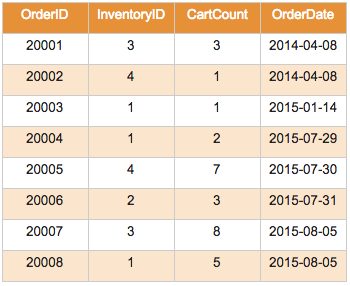 OrderID InventoryID CartCount OrderDate
20001 3 3 2014-04-08
20002 4 1 2014-04-08
20003 1 1 2015-01-14
20004 1 2 2015-07-29
20005 4 7 2015-07-30
20006 2 3 2015-07-31
20007 3 8 2015-08-05
20008 1 5 2015-08-05